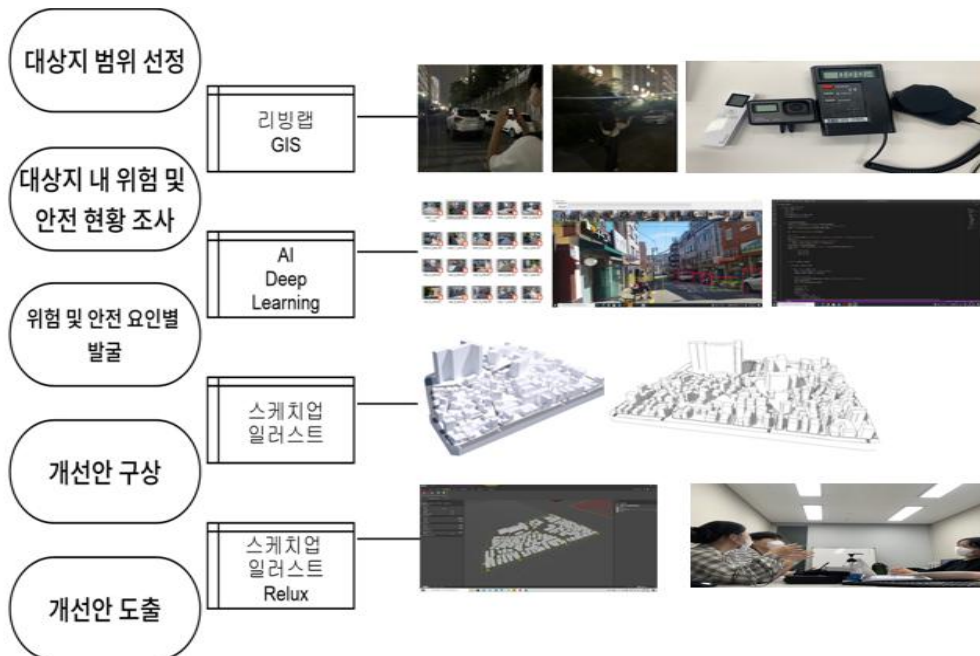 대상지 범위 선정
리빙랩
GIS
대상지 내 위험 및
안전 현황 조사
AI
Deep
Learning
위험 및 안전 요인별
발굴
스케치업
일러스트
개선안 구상
스케치업
일러스트
Relux
개선안 도출